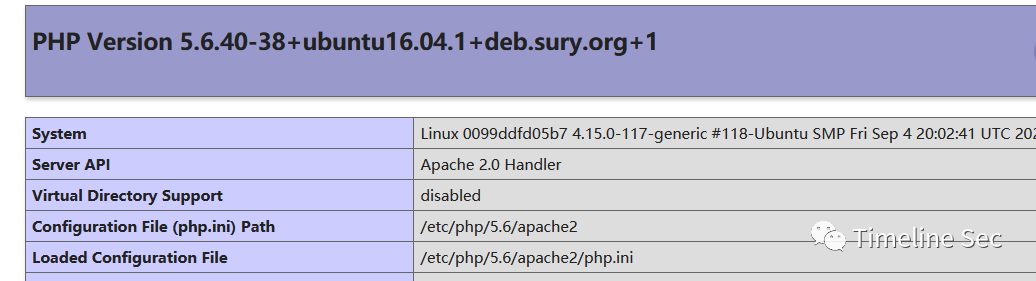 PHP Version 5.6.40-38+ubuntu16.04.1+deb.sury.org+1
System Linux 0099ddfd05b7 4.15.0-117-generic #118-Ubuntu SMP Fri Sep 4 20:02:41 UTC 202
Server API Apache 2.0 Handler
Virtual Directory Support disabled
Configuration File (php.ini) Path /etc/php/5.6/apache2
Loaded Configuration File /etc/php/5.6/apache2/php.ini
Timeline Sec